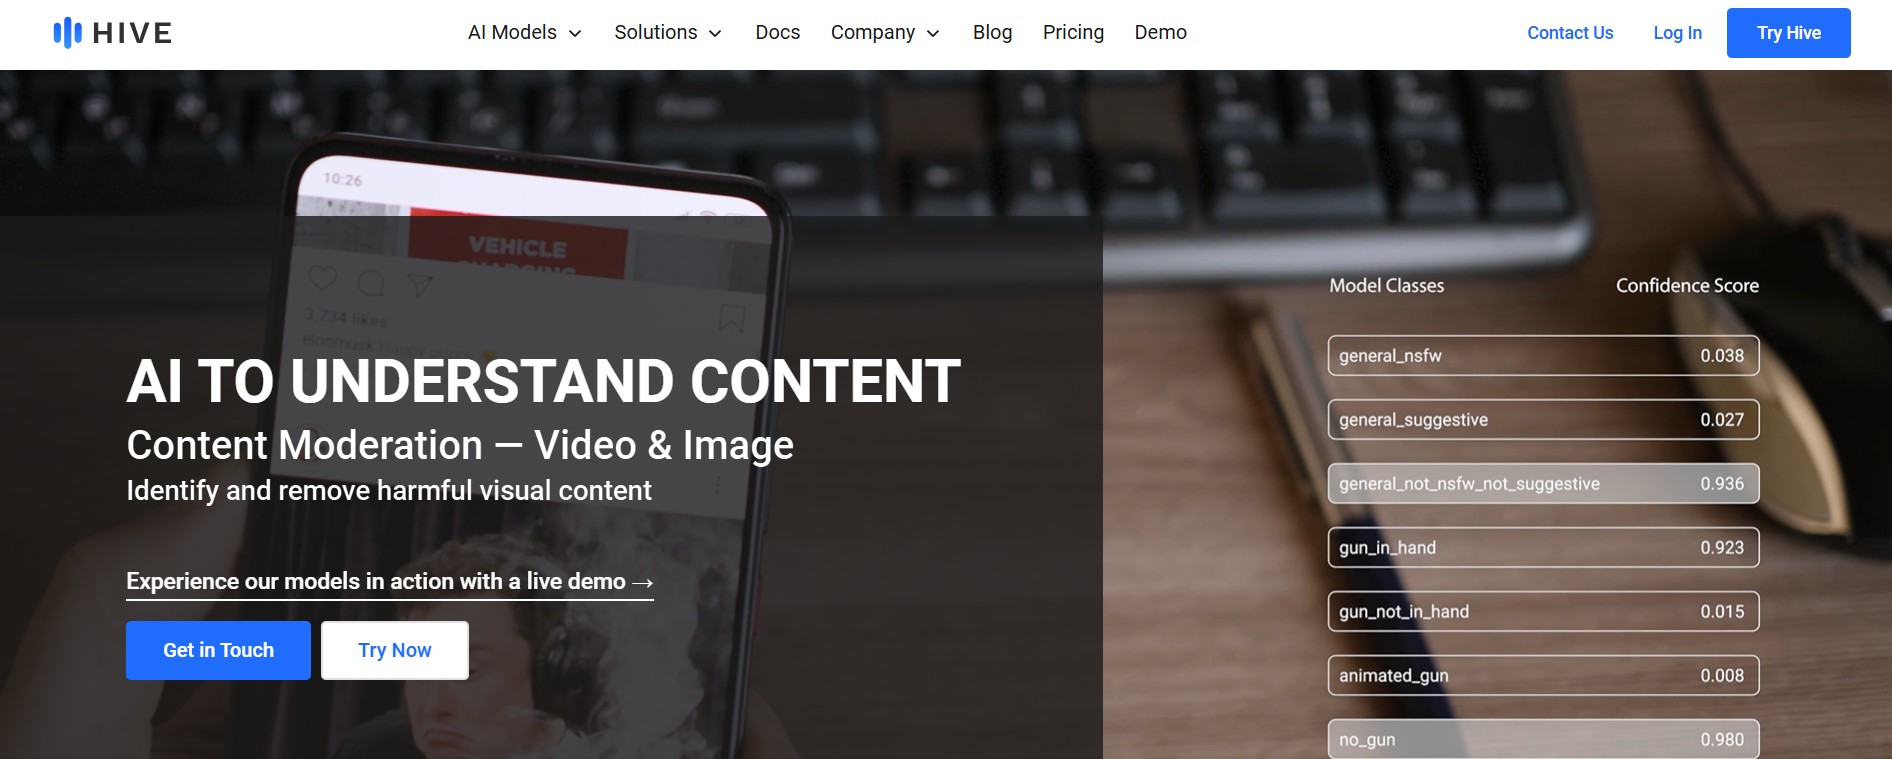 HIVE
AI Models
Solutions
Docs
Company
Blog
Pricing
Demo
Contact Us
Log In
Try Hive
10:26
VEHICLE
CHARGING
3,734 likes
elonmusk
AI TO UNDERSTAND CONTENT
Content Moderation — Video & Image
Identify and remove harmful visual content
Experience our models in action with a live demo →
Get in Touch
Try Now
Model Classes Confidence Score
general_nsfw 0.038
general_suggestive 0.027
general_not_nsfw_not_suggestive 0.936
gun_in_hand 0.923
gun_not_in_hand 0.015
animated_gun 0.008
no_gun 0.980